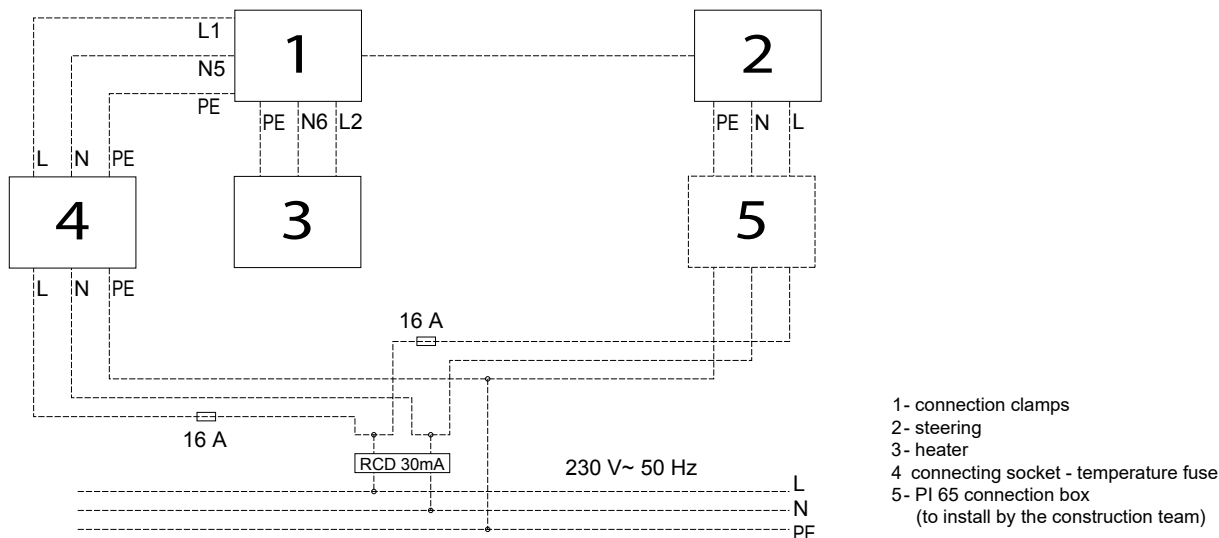 L1
1
2
N5
PE
PE N6 L2
PE N L
L N PE
4
3
5
L N PE
16 A
16 A
RCD 30mA
230 V~ 50 Hz
L
N
PE
1- connection clamps
2- steering
3- heater
4 connecting socket - temperature fuse
5- PI 65 connection box
(to install by the construction team)